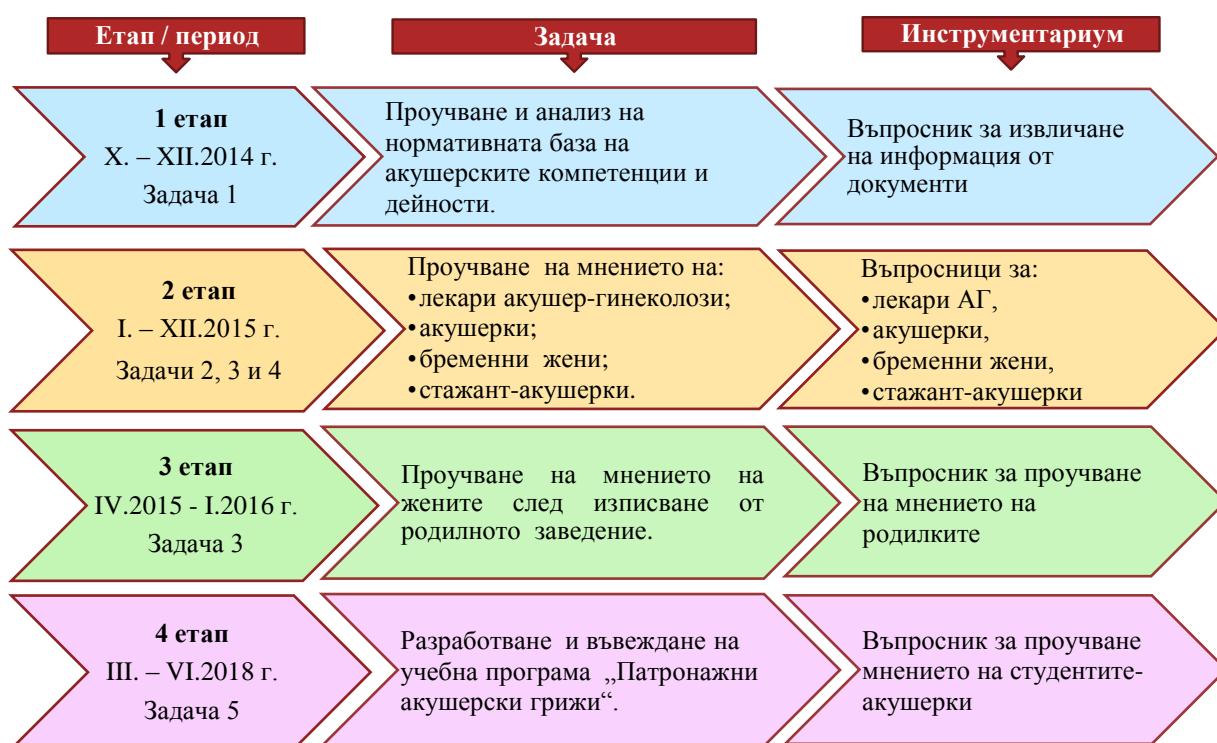 Етап / период
Задача
Инструментариум
1 етап
X. – XII.2014 г.
Задача 1
Проучване и анализ на
нормативната база на
акушерските компетенции и
дейности.
Въпросник за извличане
на информация от
документи
2 етап
I. – XII.2015 г.
Задачи 2, 3 и 4
Проучване на мнението на:
•лекари акушер-гинеколози;
•акушерки;
•бременни жени;
•стажант-акушерки.
Въпросници за:
•лекари АГ,
•акушерки,
•бременни жени,
•стажант-акушерки
3 етап
IV.2015 - I.2016 г.
Задача 3
Проучване на мнението на
жените след изписване от
родилното заведение.
Въпросник за проучване
на мнението на
родилките
4 етап
III. – VI.2018 г.
Задача 5
Разработване и въвеждане на
учебна програма „Патронажни
акушерски грижи“.
Въпросник за проучване
мнението на студентите-
акушерки